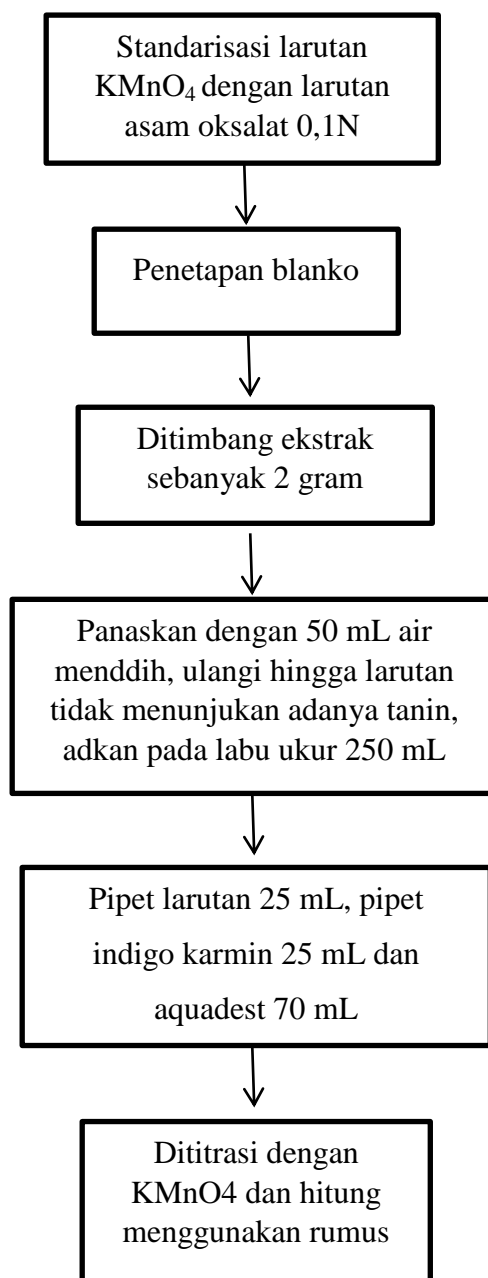 Standarisasi larutan
KMnO₄ dengan larutan
asam oksalat 0,1N
Penetapan blanko
Ditimbang ekstrak
sebanyak 2 gram
Panaskan dengan 50 mL air
menddih, ulangi hingga larutan
tidak menunjukan adanya tanin,
adkan pada labu ukur 250 mL
Pipet larutan 25 mL, pipet
indigo karmin 25 mL dan
aquadest 70 mL
Dititrasi dengan
KMnO4 dan hitung
menggunakan rumus